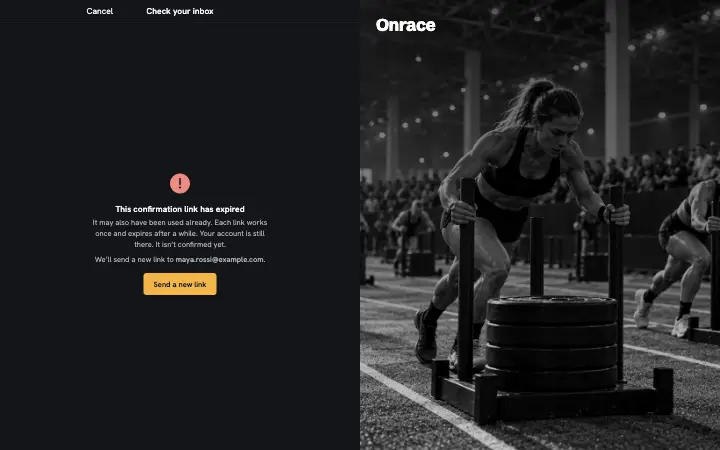 Cancel
Check your inbox
Onrace
!
This confirmation link has expired
It may also have been used already. Each link works
once and expires after a while. Your account is still
there. It isn't confirmed yet.
We'll send a new link to maya.rossi@example.com.
Send a new link